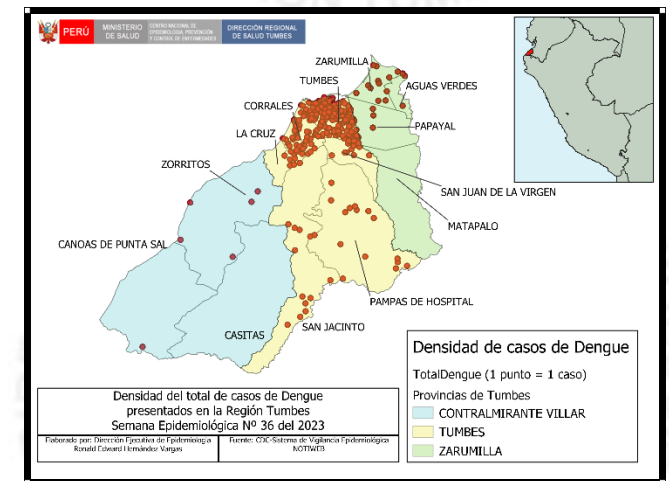 PERÚ
MINISTERIO
DE SALUD
CENTRO NACIONAL DE
EPIDEMIOLOGIA, PREVENCIÓN
Y CONTROL DE ENFERMEDADES
DIRECCIÓN REGIONAL
DE SALUD TUMBES
ZARUMILLA
TUMBES
AGUAS VERDES
CORRALES
PAPAYAL
LA CRUZ
ZORRITOS
SAN JUAN DE LA VIRGEN
MATAPALO
CANOAS DE PUNTA SAL
PAMPAS DE HOSPITAL
SAN JACINTO
CASITAS
Densidad de casos de Dengue
TotalDengue (1 punto = 1 caso)
Provincias de Tumbes
CONTRALMIRANTE VILLAR
TUMBES
ZARUMILLA
Densidad del total de casos de Dengue
presentados en la Región Tumbes
Semana Epidemiológica Nº 36 del 2023
Elaborado por: Dirección Ejecutiva de Epidemiología
Ronald Edward Hernández Vargas
Fuente: CDC-Sistema de Vigilancia Epidemiológica
NOTIWEB